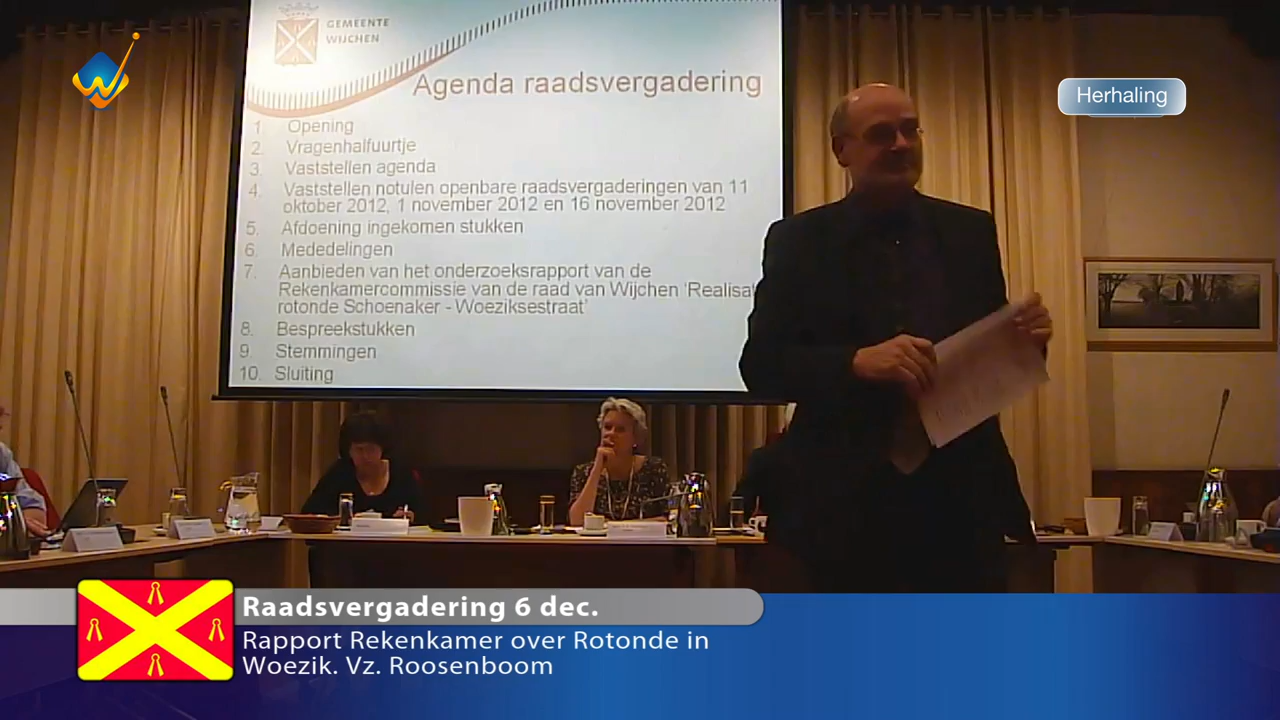 GEMEENTE
WIJCHEN
Agenda raadsvergadering
Herhaling
1. Opening
2. Vragenhalfuurtje
3. Vaststellen agenda
4. Vaststellen notulen openbare raadsvergaderingen van 11
oktober 2012, 1 november 2012 en 16 november 2012
5. Afdoening ingekomen stukken
6. Mededelingen
7. Aanbieden van het onderzoeksrapport van de
Rekenkamercommissie van de raad van Wijchen 'Realisat
rotonde Schoenaker - Woeziksestraat'
8. Bespreekstukken
9. Stemmingen
10. Sluiting
Raadsvergadering 6 dec.
Rapport Rekenkamer over Rotonde in
Woezik. Vz. Roosenboom